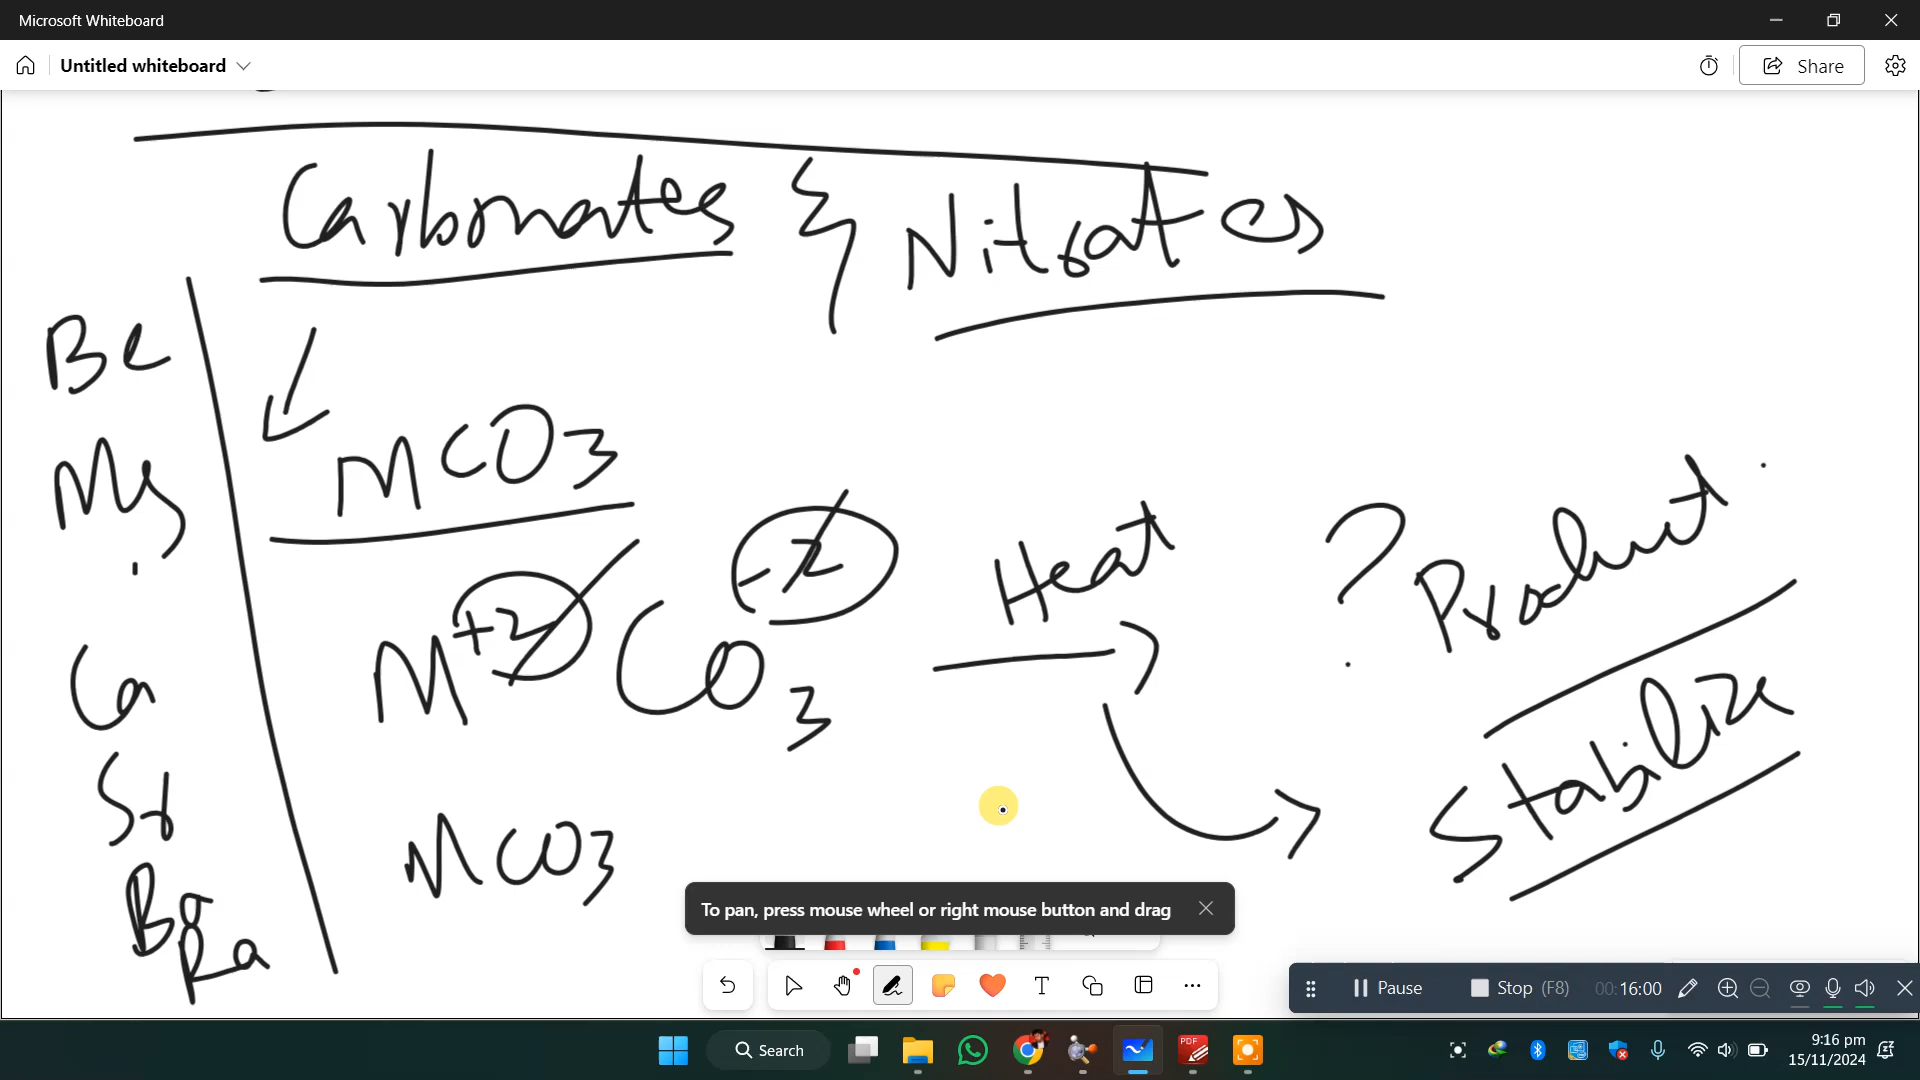 Microsoft Whiteboard
Untitled whiteboard
Share
Carbonates & Nitrates
Be
Mg
Ca
Sr
Ba
Ra
MCO3
M+2 CO3 -2
Heat
? Product
Stabilize
MCO3
To pan, press mouse wheel or right mouse button and drag
Pause
Stop (F8)
00:16:00
Search
PDF
9:16 pm
15/11/2024